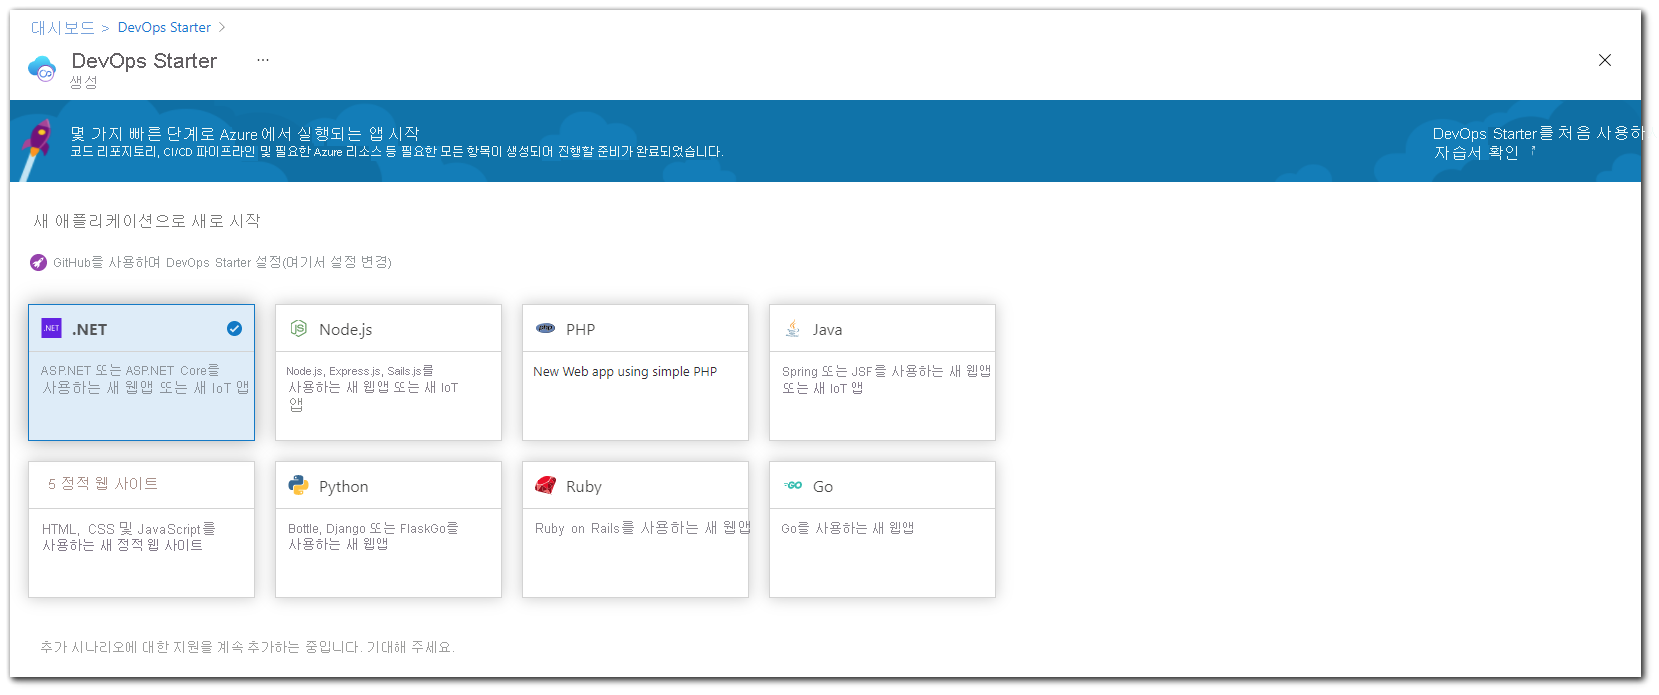 대시보드 > DevOps Starter >
DevOps Starter ...
생성
몇 가지 빠른 단계로 Azure에서 실행되는 앱 시작
코드 리포지토리, CI/CD 파이프라인 및 필요한 Azure 리소스 등 필요한 모든 항목이 생성되어 진행할 준비가 완료되었습니다.
DevOps Starter를 처음 사용하
자습서 확인
새 애플리케이션으로 새로 시작
GitHub를 사용하며 DevOps Starter 설정(여기서 설정 변경)
.NET
.NET
ASP.NET 또는 ASP.NET Core를
사용하는 새 웹앱 또는 새 IoT 앱
Node.js
Node.js, Express.js, Sails.js를
사용하는 새 웹앱 또는 새 IoT
앱
php
PHP
New Web app using simple PHP
Java
Spring 또는 JSF를 사용하는 새 웹앱
또는 새 IoT 앱
5 정적 웹 사이트
HTML, CSS 및 JavaScript를
사용하는 새 정적 웹 사이트
Python
Bottle, Django 또는 FlaskGo를
사용하는 새 웹앱
Ruby
Ruby on Rails를 사용하는 새 웹앱
GO
Go
Go를 사용하는 새 웹앱
추가 시나리오에 대한 지원을 계속 추가하는 중입니다. 기대해 주세요.